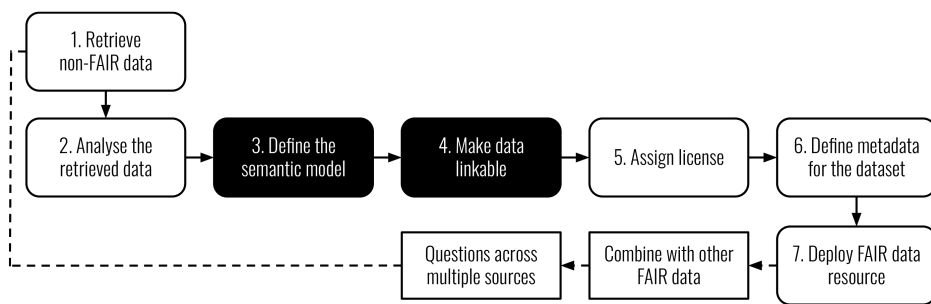 1. Retrieve
non-FAIR data
2. Analyse the
retrieved data
3. Define the
semantic model
4. Make data
linkable
5. Assign license
6. Define metadata
for the dataset
7. Deploy FAIR data
resource
Combine with other
FAIR data
Questions across
multiple sources